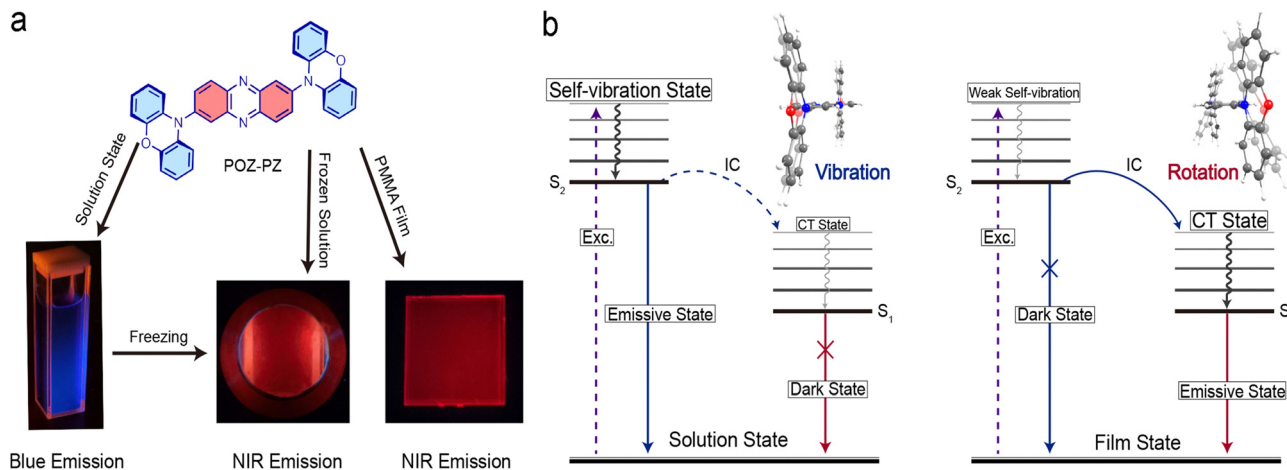 a
O
N
N
N
N
O
POZ-PZ
Solution State
Frozen Solution
PMMA Film
Freezing
Blue Emission
NIR Emission
NIR Emission
b
Self-vibration State
S2
IC
Vibration
CT State
Exc.
Emissive State
S1
Dark State
Solution State
Weak Self-vibration
S2
IC
Rotation
CT State
Exc.
Dark State
S
Emissive State
Film State